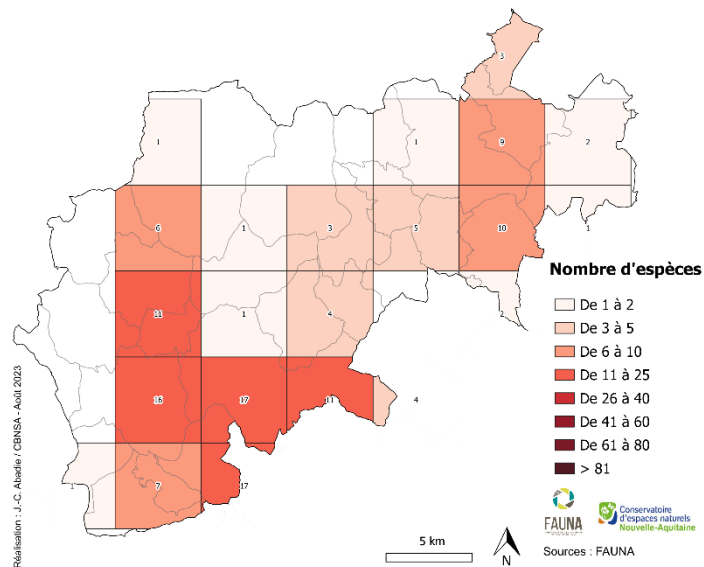 3
1
1
9
2
6
1
3
5
10
1
11
1
4
2
16
17
11
4
1
7
17
Nombre d'espèces
De 1 à 2
De 3 à 5
De 6 à 10
De 11 à 25
De 26 à 40
De 41 à 60
De 61 à 80
> 81
Réalisation : J.-C. Abadie / CBNSA - Août 2023
5 km
N
FAUNA
Conservatoire
d'espaces naturels
Nouvelle-Aquitaine
Sources : FAUNA